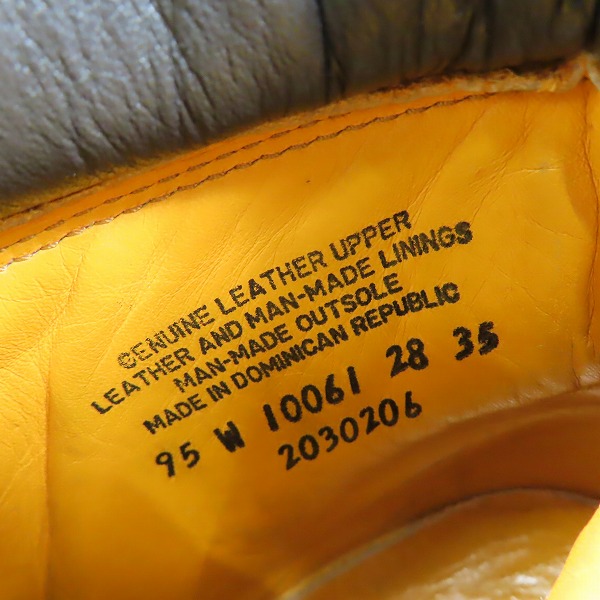 GENUINE LEATHER UPPER
LEATHER AND MAN-MADE LININGS
MAN-MADE OUTSOLE
MADE IN DOMINICAN REPUBLIC
95 W 10061 28 35
2030206